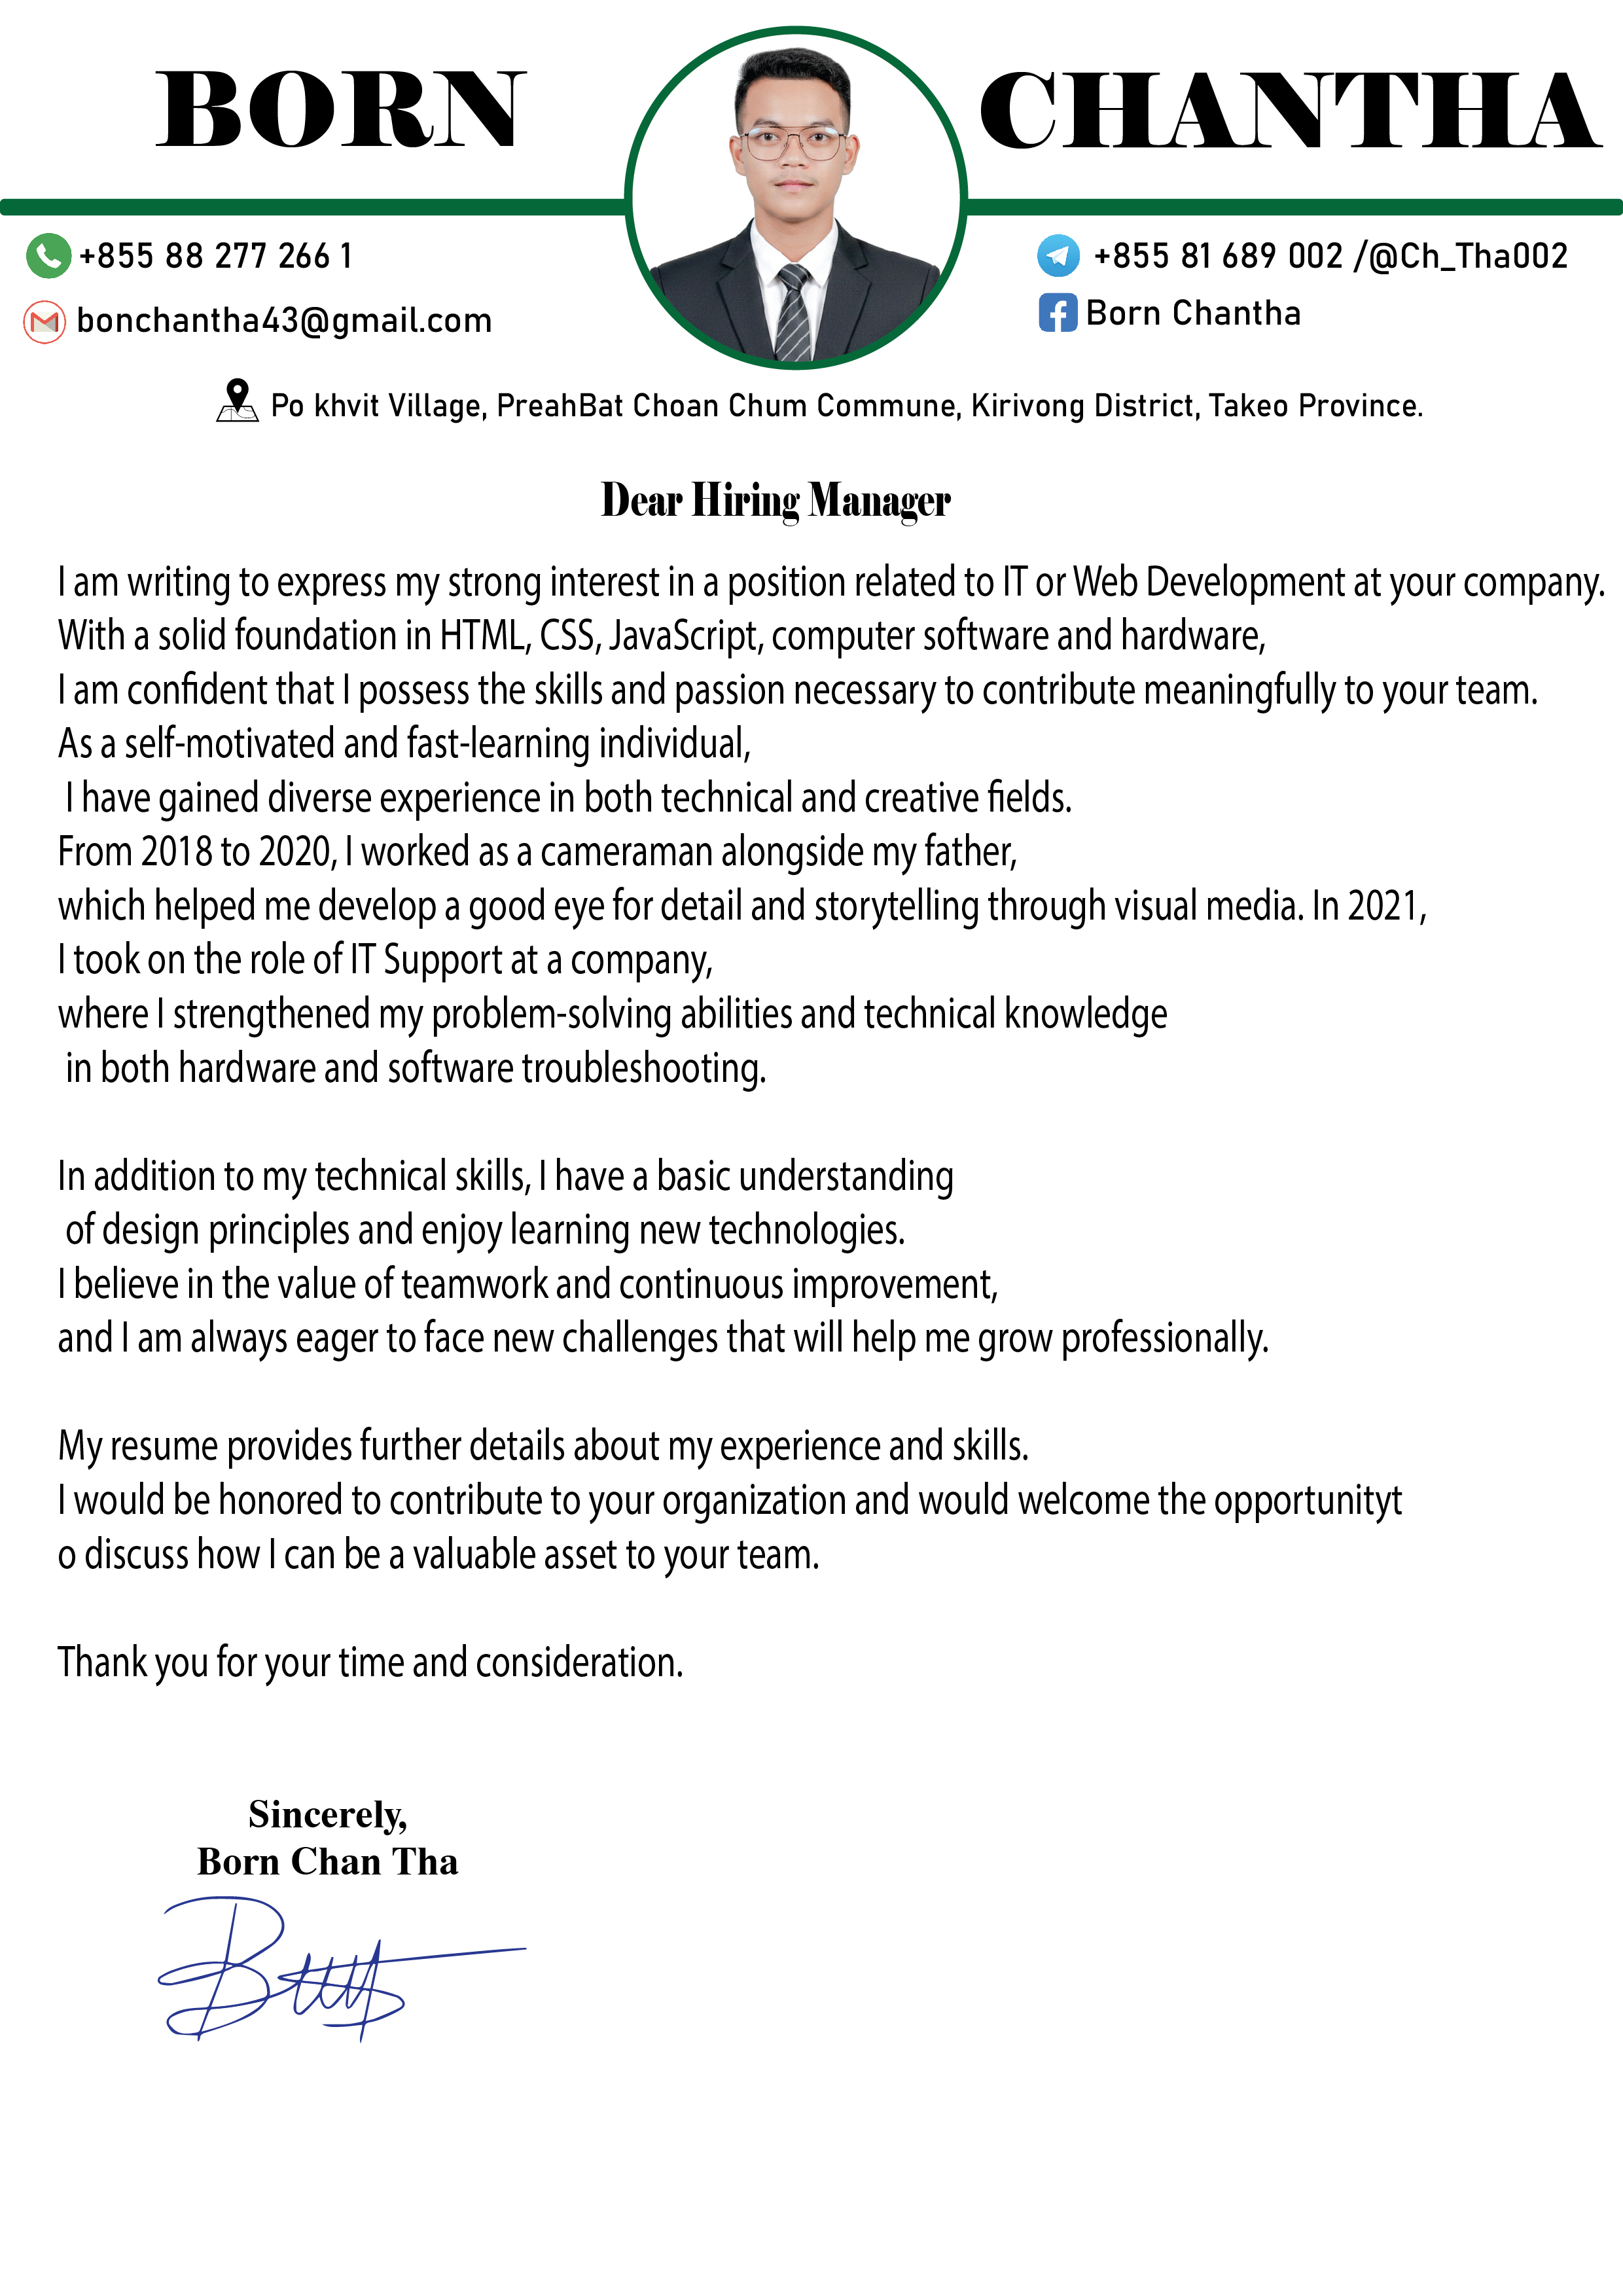 BORN CHANTHA
+855 88 277 266 1
+855 81 689 002 /@Ch_Tha002
bonchantha43@gmail.com
Born Chantha
Po khvit Village, PreahBat Choan Chum Commune, Kirivong District, Takeo Province.
Dear Hiring Manager
I am writing to express my strong interest in a position related to IT or Web Development at your company.
With a solid foundation in HTML, CSS, JavaScript, computer software and hardware,
I am confident that I possess the skills and passion necessary to contribute meaningfully to your team.
As a self-motivated and fast-learning individual,
I have gained diverse experience in both technical and creative fields.
From 2018 to 2020, I worked as a cameraman alongside my father,
which helped me develop a good eye for detail and storytelling through visual media. In 2021,
I took on the role of IT Support at a company,
where I strengthened my problem-solving abilities and technical knowledge
in both hardware and software troubleshooting.
In addition to my technical skills, I have a basic understanding
of design principles and enjoy learning new technologies.
I believe in the value of teamwork and continuous improvement,
and I am always eager to face new challenges that will help me grow professionally.
My resume provides further details about my experience and skills.
I would be honored to contribute to your organization and would welcome the opportunityt
o discuss how I can be a valuable asset to your team.
Thank you for your time and consideration.
Sincerely,
Born Chan Tha